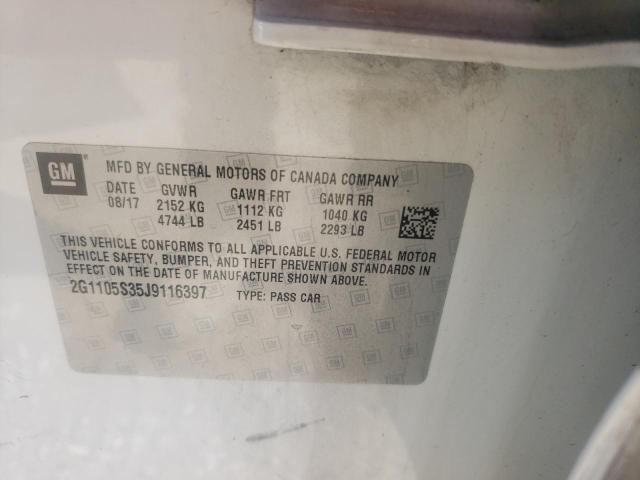 GM ® MFD BY GENERAL MOTORS OF CANADA COMPANY
DATE GVWR GAWR FRT GAWR RR
08/17 2152 KG 1112 KG 1040 KG
4744 LB 2451 LB 2293 LB
THIS VEHICLE CONFORMS TO ALL APPLICABLE U.S. FEDERAL MOTOR
VEHICLE SAFETY, BUMPER, AND THEFT PREVENTION STANDARDS IN
EFFECT ON THE DATE OF MANUFACTURE SHOWN ABOVE.
2G1105S35J9116397 TYPE: PASS CAR